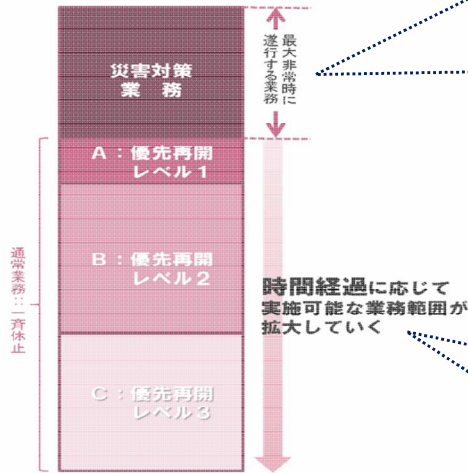 災害対策
業　務
最大非常時に
遂行する業務
A：優先再開
レベル1
B：優先再開
レベル2
C：優先再開
レベル3
通常業務：一斉休止
時間経過に応じて
実施可能な業務範囲が
拡大していく